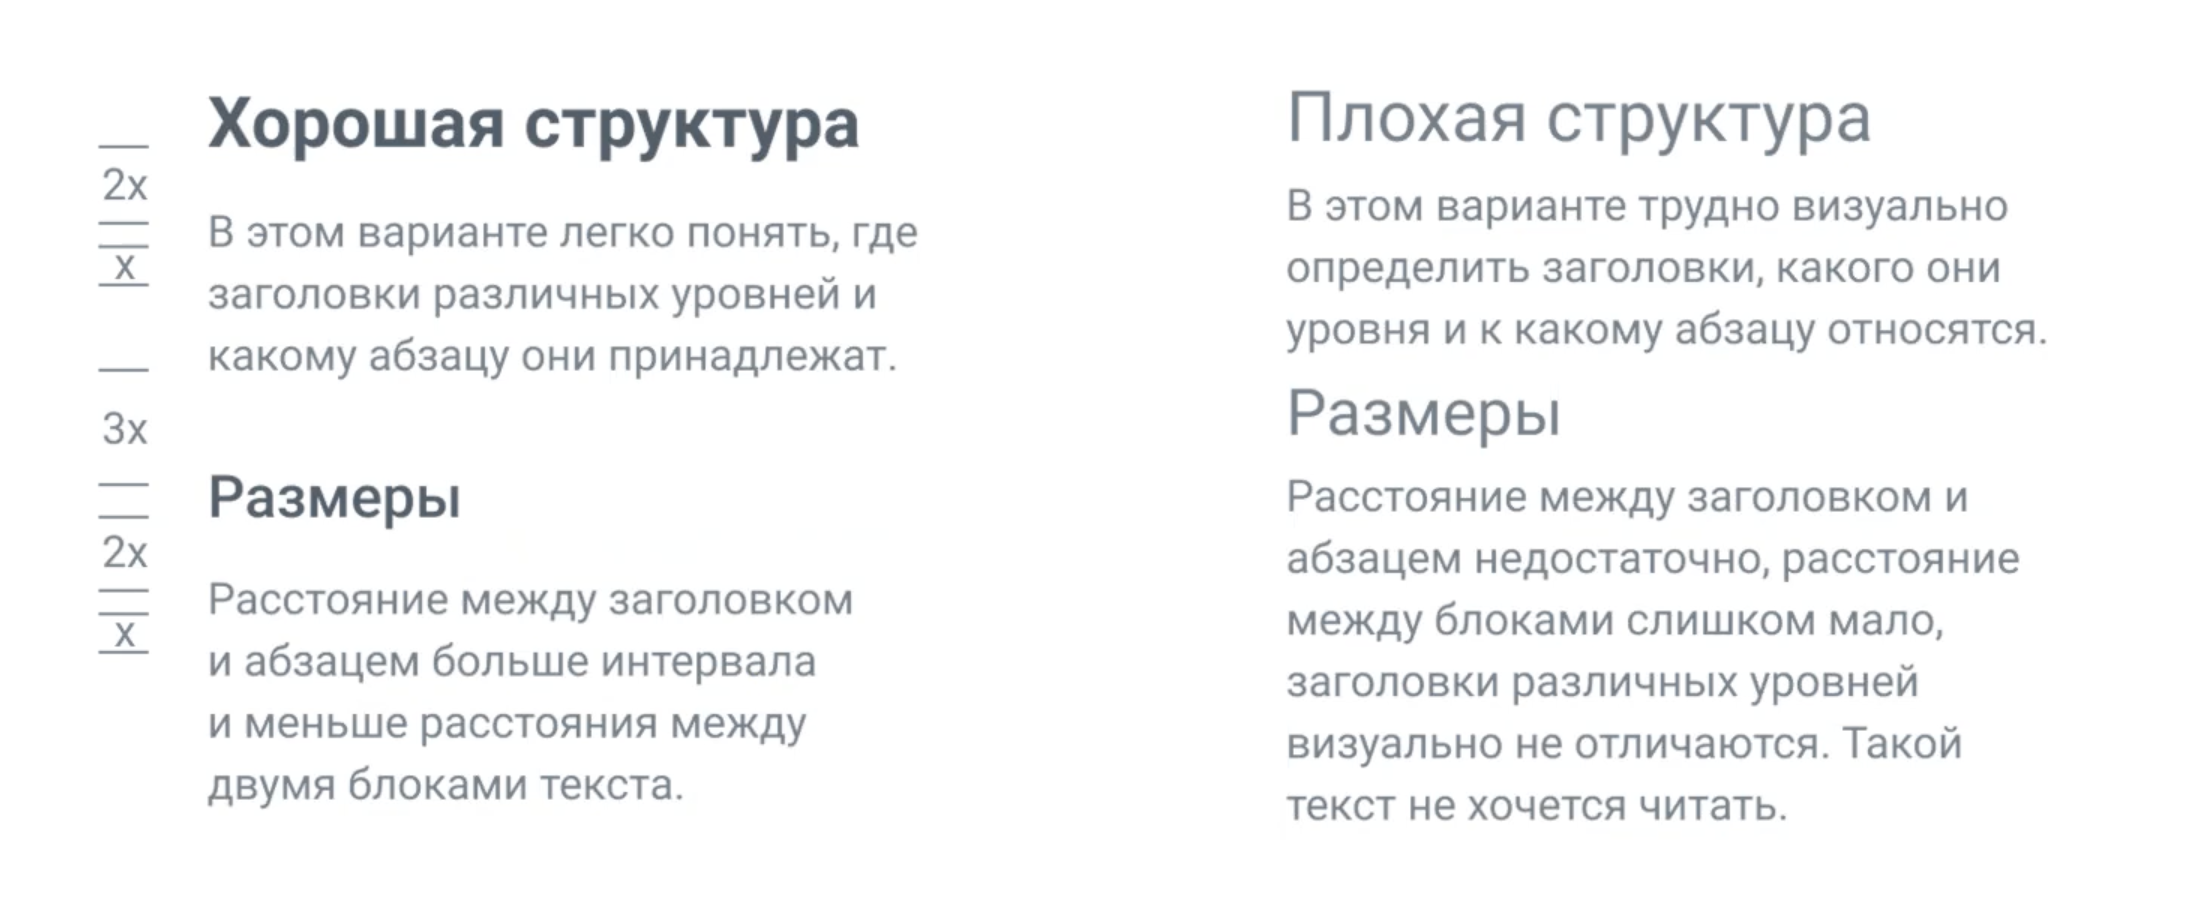 Хорошая структура
2x
В этом варианте легко понять, где
x
заголовки различных уровней и
какому абзацу они принадлежат.
3x
Размеры
2x
Расстояние между заголовком
x
и абзацем больше интервала
и меньше расстояния между
двумя блоками текста.
Плохая структура
В этом варианте трудно визуально
определить заголовки, какого они
уровня и к какому абзацу относятся.
Размеры
Расстояние между заголовком и
абзацем недостаточно, расстояние
между блоками слишком мало,
заголовки различных уровней
визуально не отличаются. Такой
текст не хочется читать.